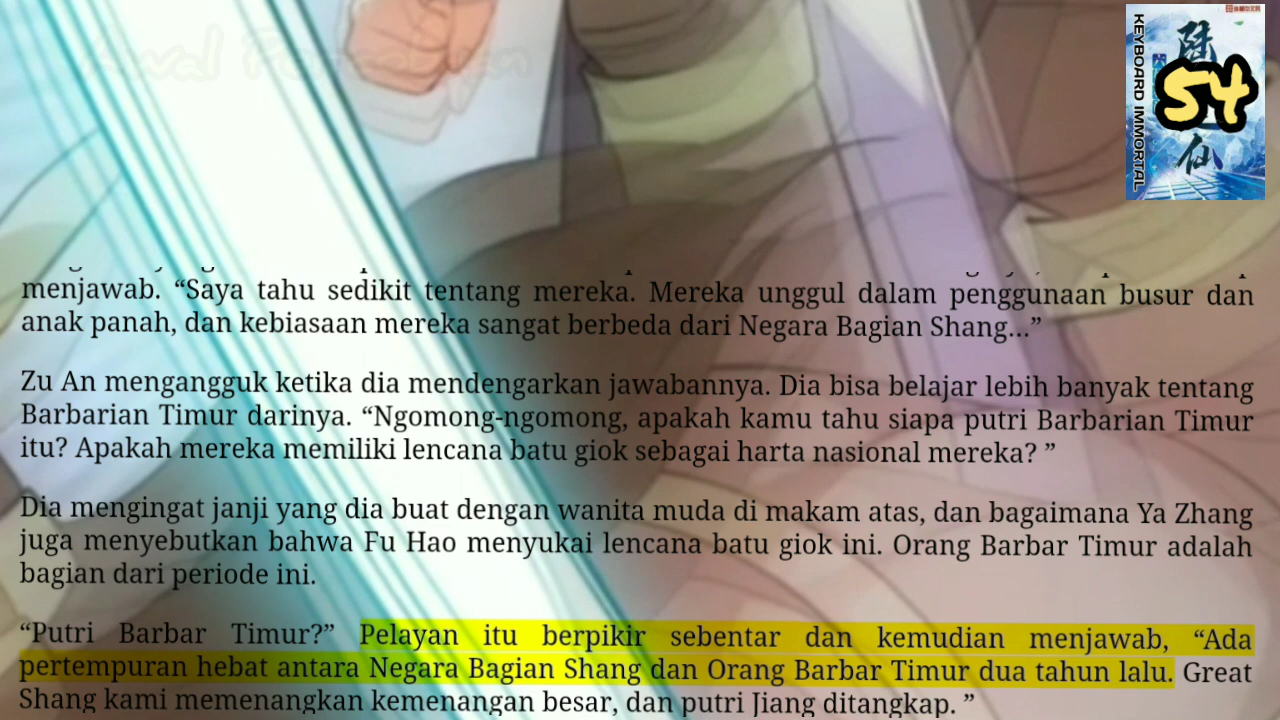 KEYBOARD IMMORTAL
陆
仙
54
menjawab. “Saya tahu sedikit tentang mereka. Mereka unggul dalam penggunaan busur dan
anak panah, dan kebiasaan mereka sangat berbeda dari Negara Bagian Shang...”
Zu An mengangguk ketika dia mendengarkan jawabannya. Dia bisa belajar lebih banyak tentang
Barbarian Timur darinya. “Ngomong-ngomong, apakah kamu tahu siapa putri Barbarian Timur
itu? Apakah mereka memiliki lencana batu giok sebagai harta nasional mereka? ”
Dia mengingat janji yang dia buat dengan wanita muda di makam atas, dan bagaimana Ya Zhang
juga menyebutkan bahwa Fu Hao menyukai lencana batu giok ini. Orang Barbar Timur adalah
bagian dari periode ini.
“Putri Barbar Timur?” Pelayan itu berpikir sebentar dan kemudian menjawab, “Ada
pertempuran hebat antara Negara Bagian Shang dan Orang Barbar Timur dua tahun lalu. Great
Shang kami memenangkan kemenangan besar, dan putri Jiang ditangkap. ”